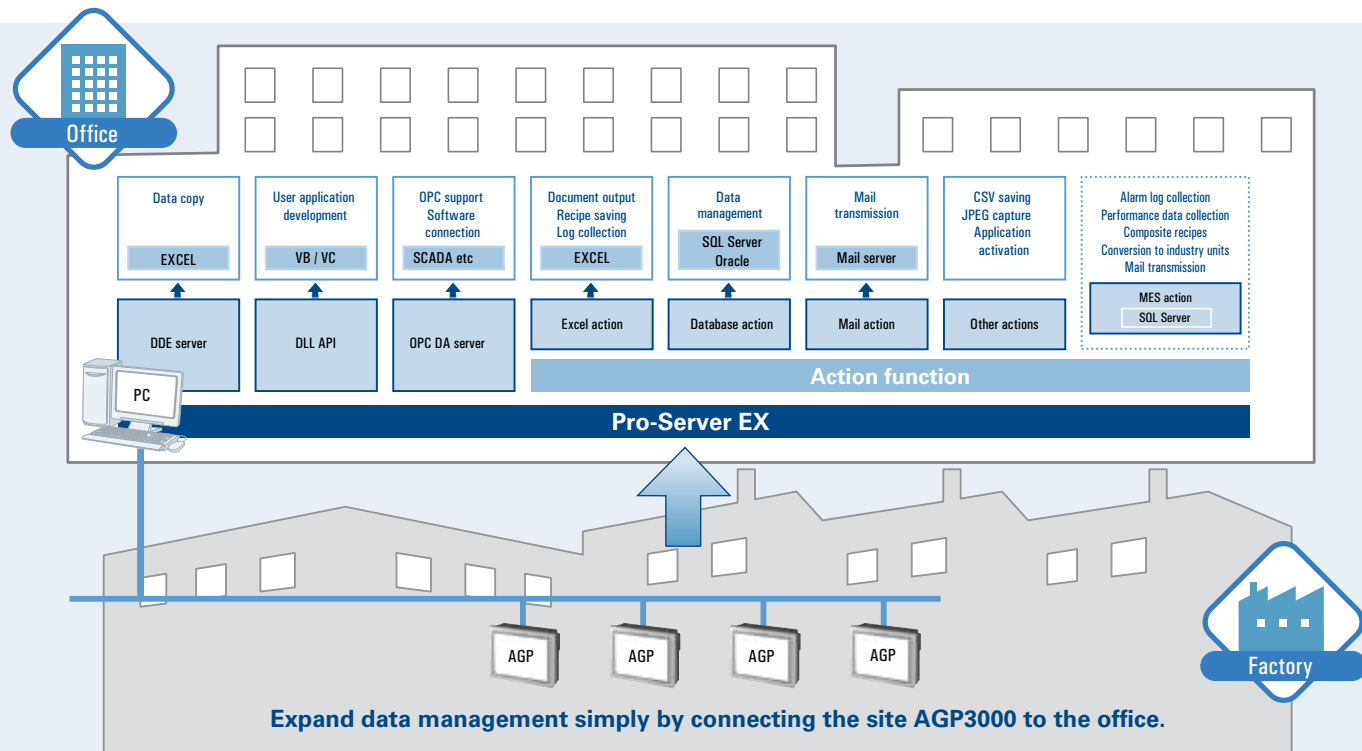 Office
Data copy
EXCEL
DDE server
User application
development
VB / VC
DLL API
OPC support
Software
connection
SCADA etc
OPC DA server
Document output
Recipe saving
Log collection
EXCEL
Excel action
Data
management
SQL Server
Oracle
Database action
Mail
transmission
Mail server
Mail action
CSV saving
JPEG capture
Application
activation
Other actions
Alarm log collection
Performance data collection
Composite recipes
Conversion to industry units
Mail transmission
MES action
SQL Server
Action function
PC
Pro-Server EX
AGP
AGP
AGP
AGP
Factory
Expand data management simply by connecting the site AGP3000 to the office.